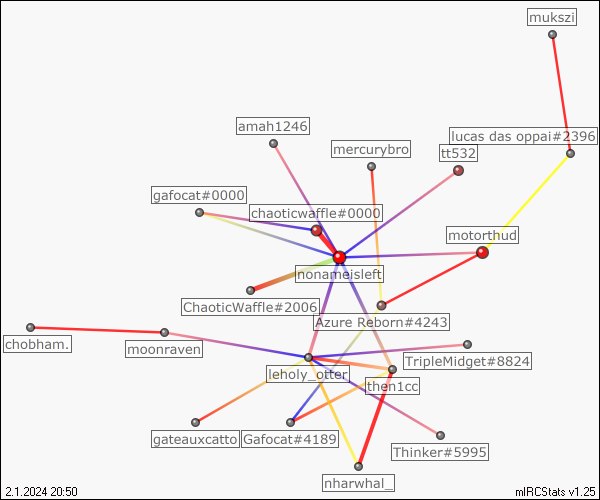 mukszi
amah1246
lucas das oppai#2396
mercurybro
tt532
gafocat#0000
chaoticwaffle#0000
motorthud
nonameisleft
ChaoticWaffle#2006
Azure Reborn#4243
chobham.
moonraven
TripleMidget#8824
leholy_otter
then1cc
gateauxcatto
Gafocat#4189
Thinker#5995
nharwhal_
2.1.2024 20:50
mIRCStats v1.25